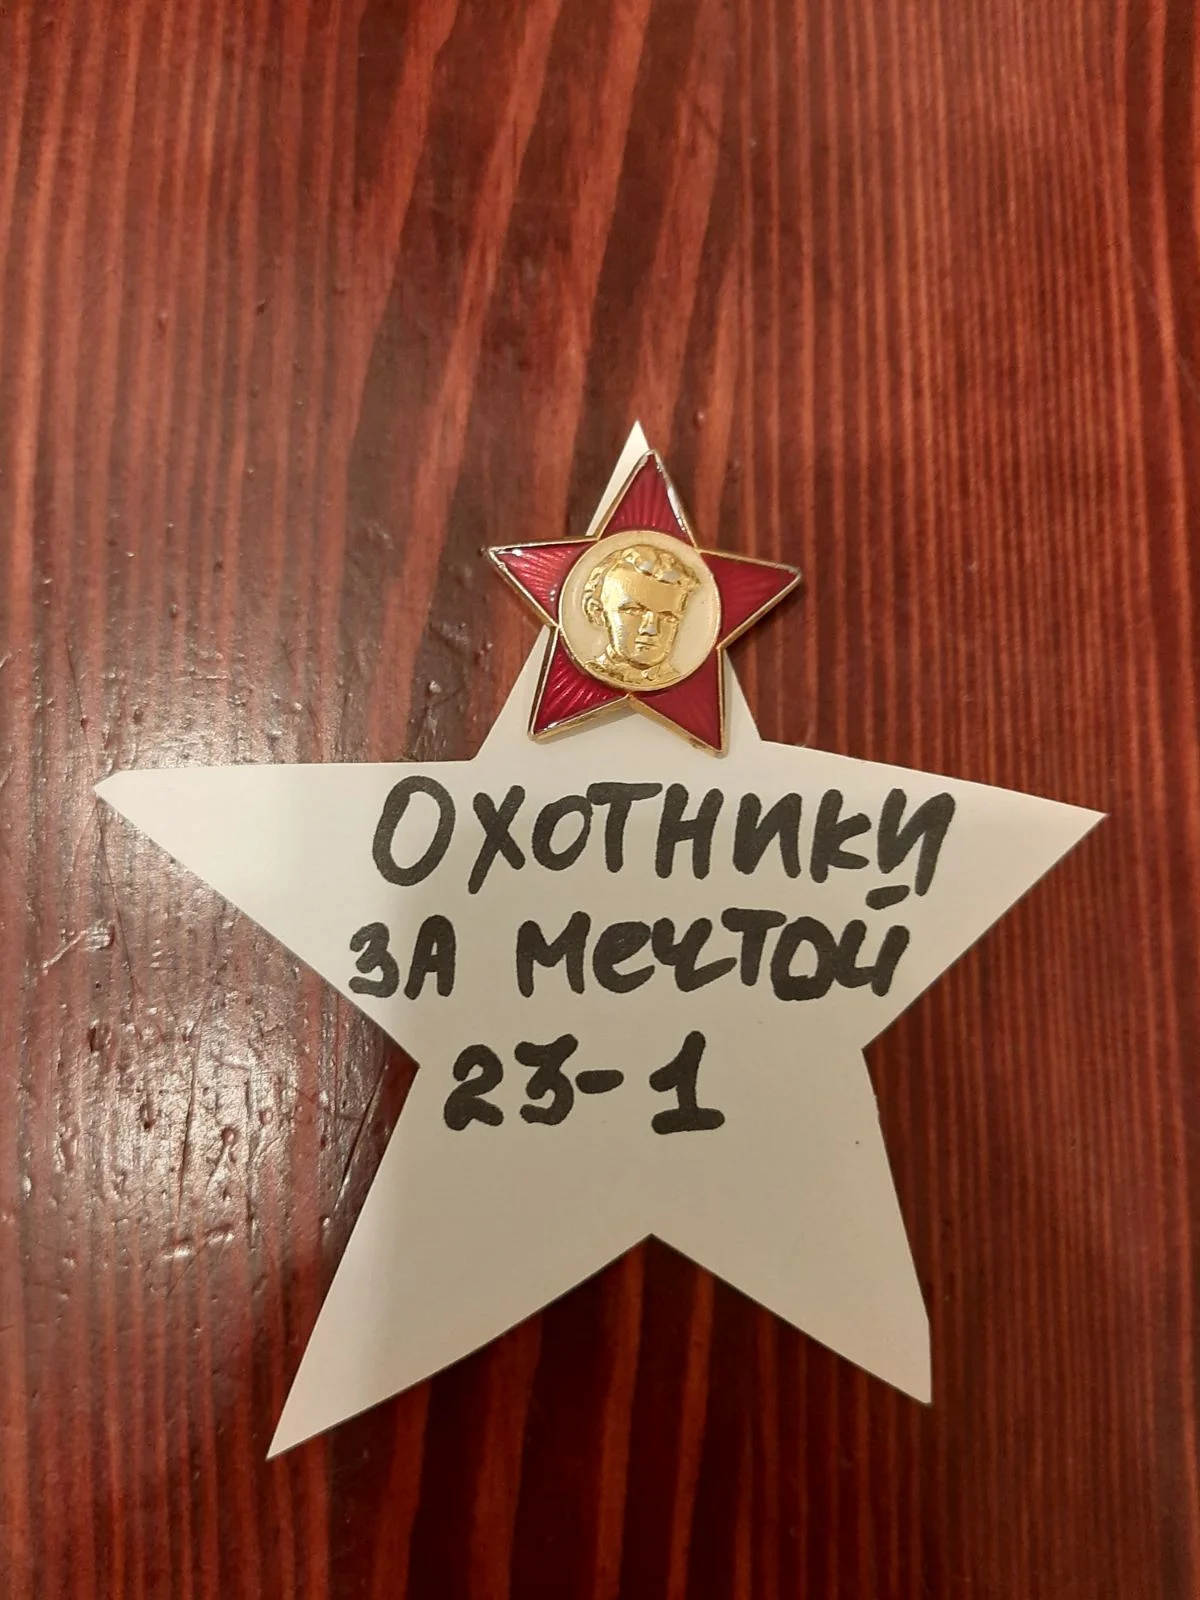 Охотники
за мечтой
23-1